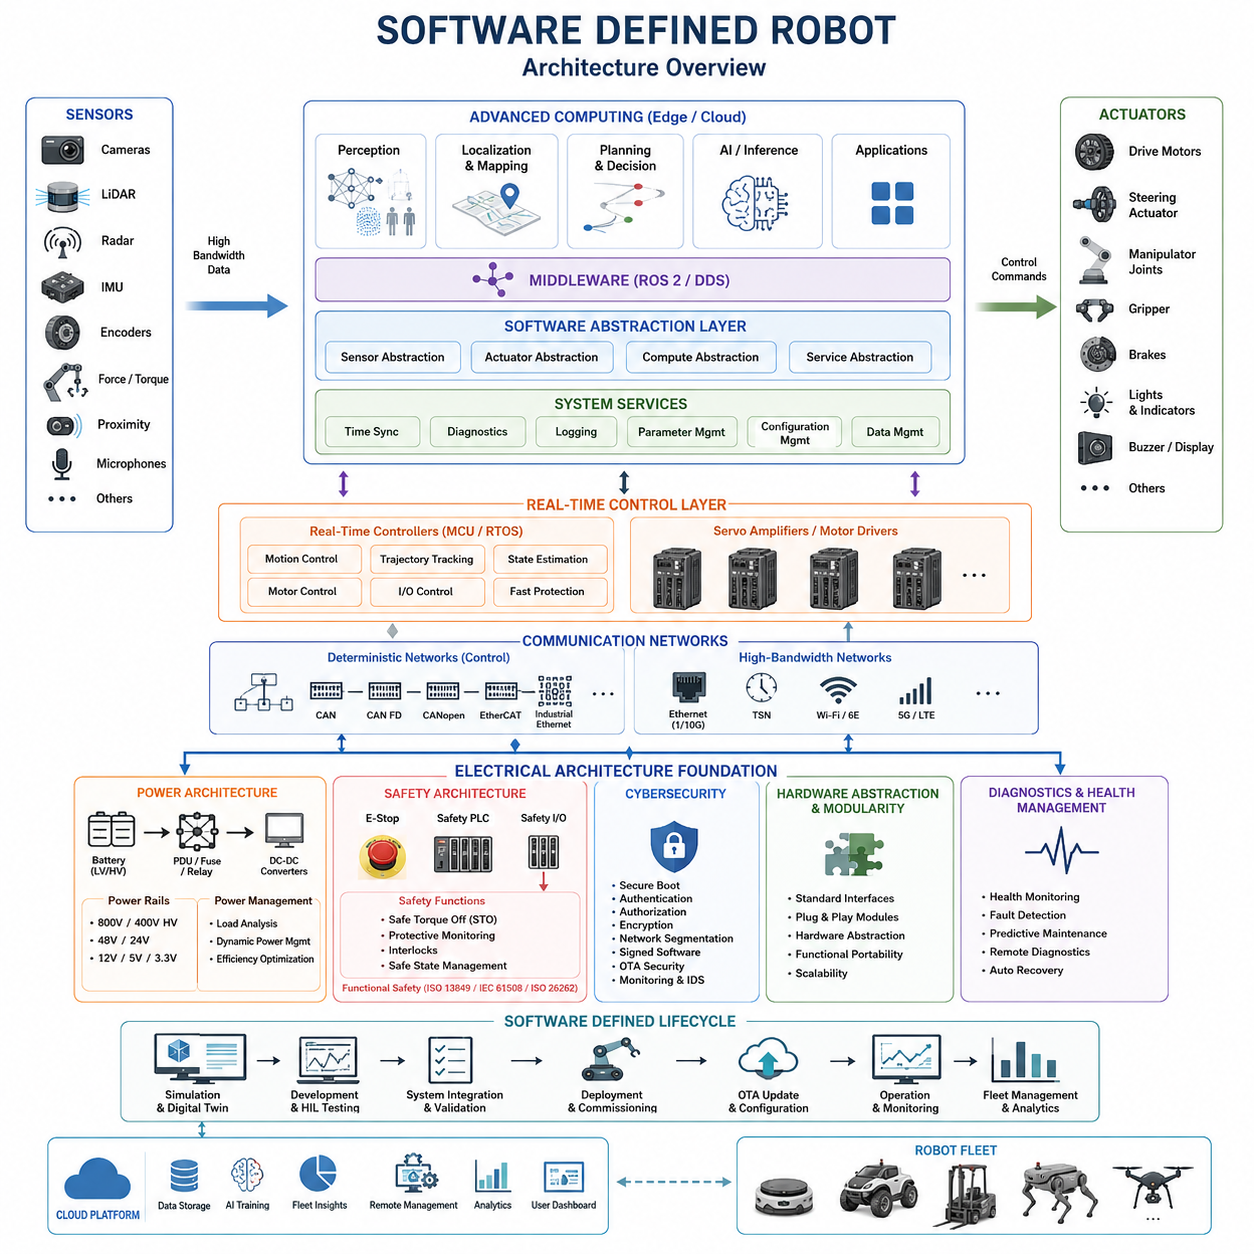 SOFTWARE DEFINED ROBOT
Architecture Overview
SENSORS
Cameras
LiDAR
Radar
IMU
Encoders
Force / Torque
Proximity
Microphones
Others
High
Bandwidth
Data
ADVANCED COMPUTING (Edge / Cloud)
Perception
Localization
& Mapping
Planning
& Decision
AI / Inference
Applications
MIDDLEWARE (ROS 2 / DDS)
SOFTWARE ABSTRACTION LAYER
Sensor Abstraction
Actuator Abstraction
Compute Abstraction
Service Abstraction
SYSTEM SERVICES
Time Sync
Diagnostics
Logging
Parameter Mgmt
Configuration
Mgmt
Data Mgmt
Control
Commands
ACTUATORS
Drive Motors
Steering
Actuator
Manipulator
Joints
Gripper
Brakes
Lights
& Indicators
Buzzer / Display
Others
REAL-TIME CONTROL LAYER
Real-Time Controllers (MCU / RTOS)
Motion Control
Trajectory Tracking
State Estimation
Motor Control
I/O Control
Fast Protection
Servo Amplifiers / Motor Drivers
COMMUNICATION NETWORKS
Deterministic Networks (Control)
CAN
CAN FD
CANopen
EtherCAT
Industrial
Ethernet
High-Bandwidth Networks
Ethernet
(1/10G)
TSN
Wi-Fi / 6E
5G / LTE
ELECTRICAL ARCHITECTURE FOUNDATION
POWER ARCHITECTURE
Battery
(LV/HV)
PDU / Fuse
/ Relay
DC-DC
Converters
Power Rails
• 800V / 400V HV
• 48V / 24V
• 12V / 5V / 3.3V
Power Management
• Load Analysis
• Dynamic Power Mgmt
• Efficiency Optimization
SAFETY ARCHITECTURE
E-Stop
Safety PLC
Safety I/O
Safety Functions
• Safe Torque Off (STO)
• Protective Monitoring
• Interlocks
• Safe State Management
Functional Safety (ISO 13849 / IEC 61508 / ISO 26262)
CYBERSECURITY
• Secure Boot
• Authentication
• Authorization
• Encryption
• Network Segmentation
• Signed Software
• OTA Security
• Monitoring & IDS
HARDWARE ABSTRACTION
& MODULARITY
• Standard Interfaces
• Plug & Play Modules
• Hardware Abstraction
• Functional Portability
• Scalability
DIAGNOSTICS & HEALTH
MANAGEMENT
• Health Monitoring
• Fault Detection
• Predictive Maintenance
• Remote Diagnostics
• Auto Recovery
SOFTWARE DEFINED LIFECYCLE
Simulation
& Digital Twin
Development
& HIL Testing
System Integration
& Validation
Deployment
& Commissioning
OTA Update
& Configuration
Operation
& Monitoring
Fleet Management
& Analytics
CLOUD PLATFORM
Data Storage
AI Training
Fleet Insights
Remote Management
Analytics
User Dashboard
ROBOT FLEET